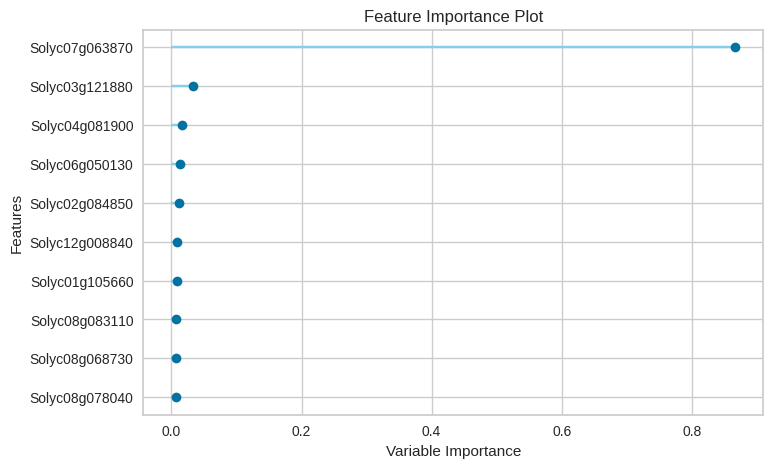 Feature Importance Plot
Features
Solyc07g063870
Solyc03g121880
Solyc04g081900
Solyc06g050130
Solyc02g084850
Solyc12g008840
Solyc01g105660
Solyc08g083110
Solyc08g068730
Solyc08g078040
0.0 0.2 0.4 0.6 0.8
Variable Importance